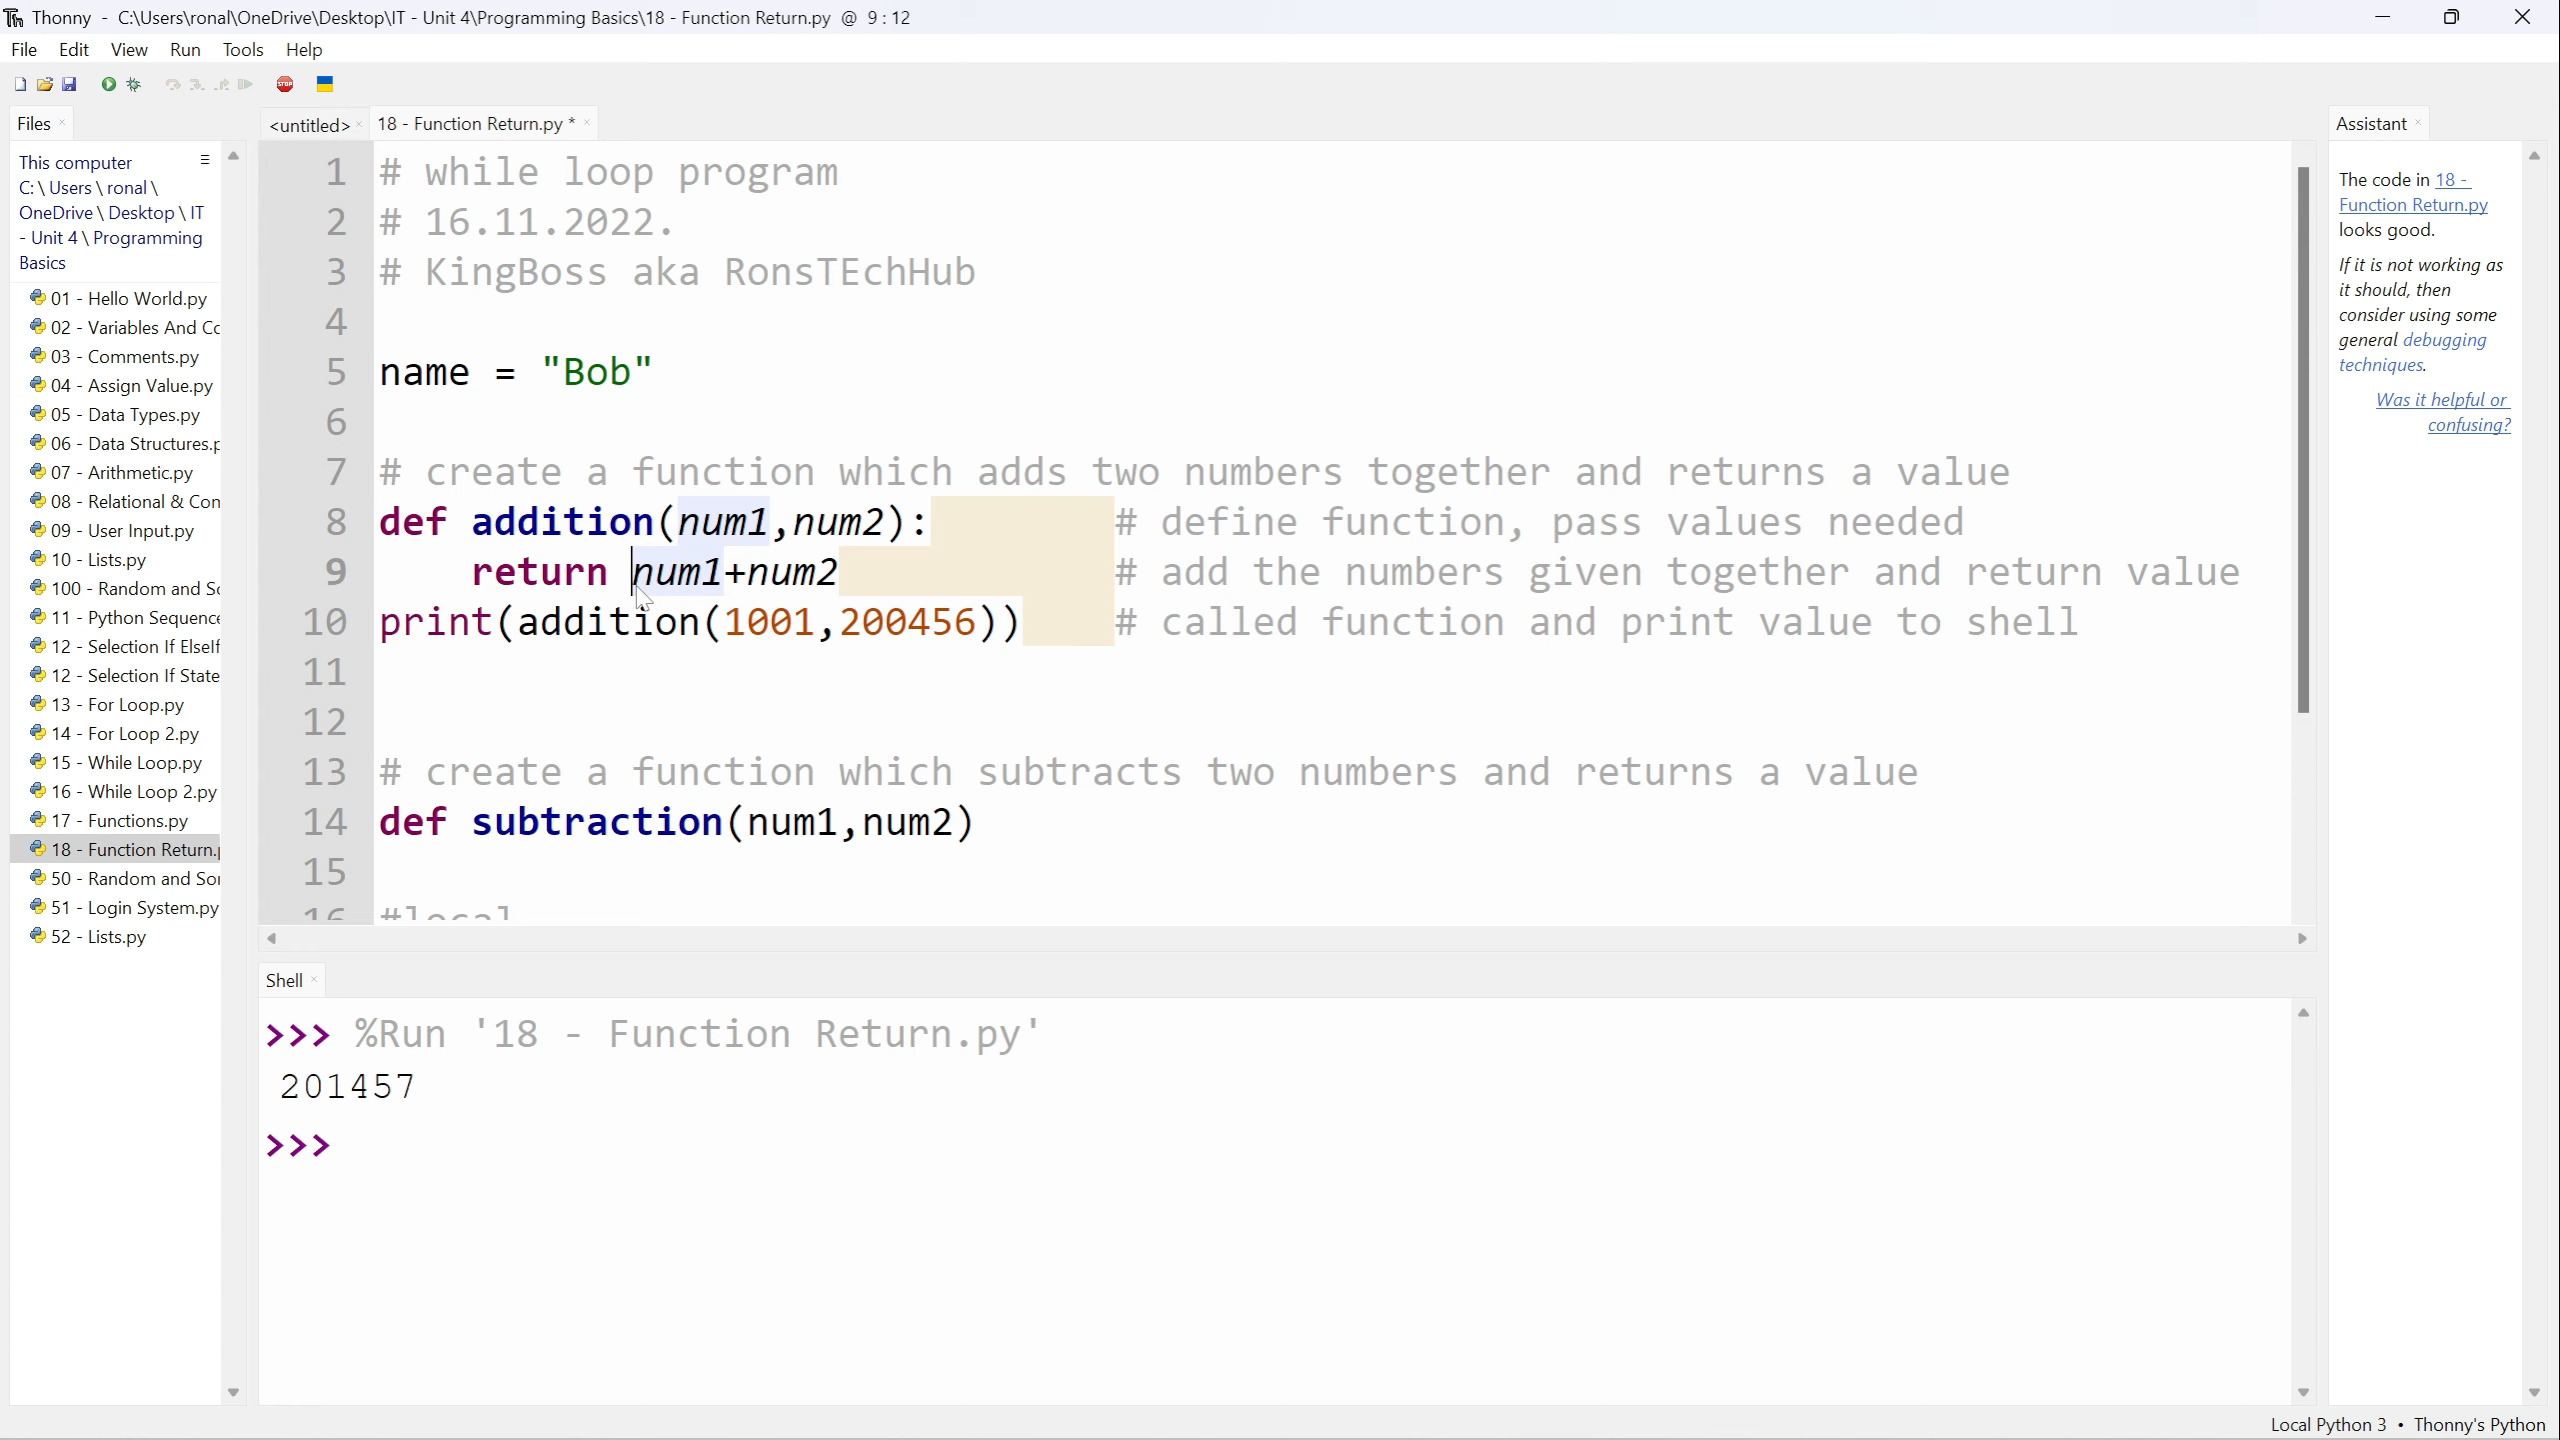 Thonny - C:\Users\ronal\OneDrive\Desktop\IT - Unit 4\Programming Basics\18 - Function Return.py @ 9 : 12
File Edit View Run Tools Help
STOP
Files ×
This computer
C: \ Users \ ronal \
OneDrive \ Desktop \ IT
- Unit 4 \ Programming
Basics
01 - Hello World.py
02 - Variables And Co
03 - Comments.py
04 - Assign Value.py
05 - Data Types.py
06 - Data Structures.p
07 - Arithmetic.py
08 - Relational & Con
09 - User Input.py
10 - Lists.py
100 - Random and So
11 - Python Sequence
12 - Selection If ElseIf
12 - Selection If State
13 - For Loop.py
14 - For Loop 2.py
15 - While Loop.py
16 - While Loop 2.py
17 - Functions.py
18 - Function Return.p
50 - Random and Sor
51 - Login System.py
52 - Lists.py
<untitled> × 18 - Function Return.py * ×
1 # while loop program
2 # 16.11.2022.
3 # KingBoss aka RonsTEchHub
4
5 name = "Bob"
6
7 # create a function which adds two numbers together and returns a value
8 def addition(num1,num2): # define function, pass values needed
9 return num1+num2 # add the numbers given together and return value
10 print(addition(1001,200456)) # called function and print value to shell
11
12
13 # create a function which subtracts two numbers and returns a value
14 def subtraction(num1,num2)
15
16 #local
Shell ×
>>> %Run '18 - Function Return.py'
201457
>>>
Assistant ×
The code in 18 -
Function Return.py
looks good.
If it is not working as
it should, then
consider using some
general debugging
techniques.
Was it helpful or
confusing?
Local Python 3 • Thonny's Python